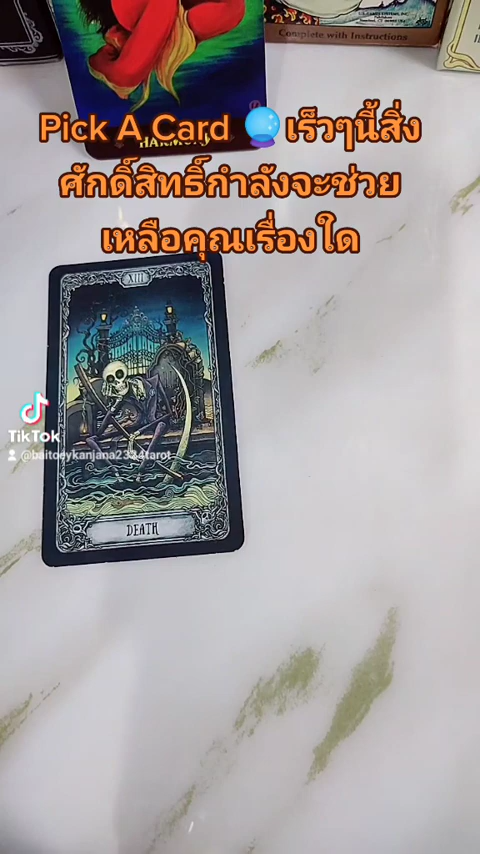 Complete with Instructions
HARMONY
Pick A Card 🔮เร็วๆนี้สิ่ง
ศักดิ์สิทธิ์กำลังจะช่วย
เหลือคุณเรื่องใด
XIII
DEATH
TikTok
@baitoeykanjana2334tarot